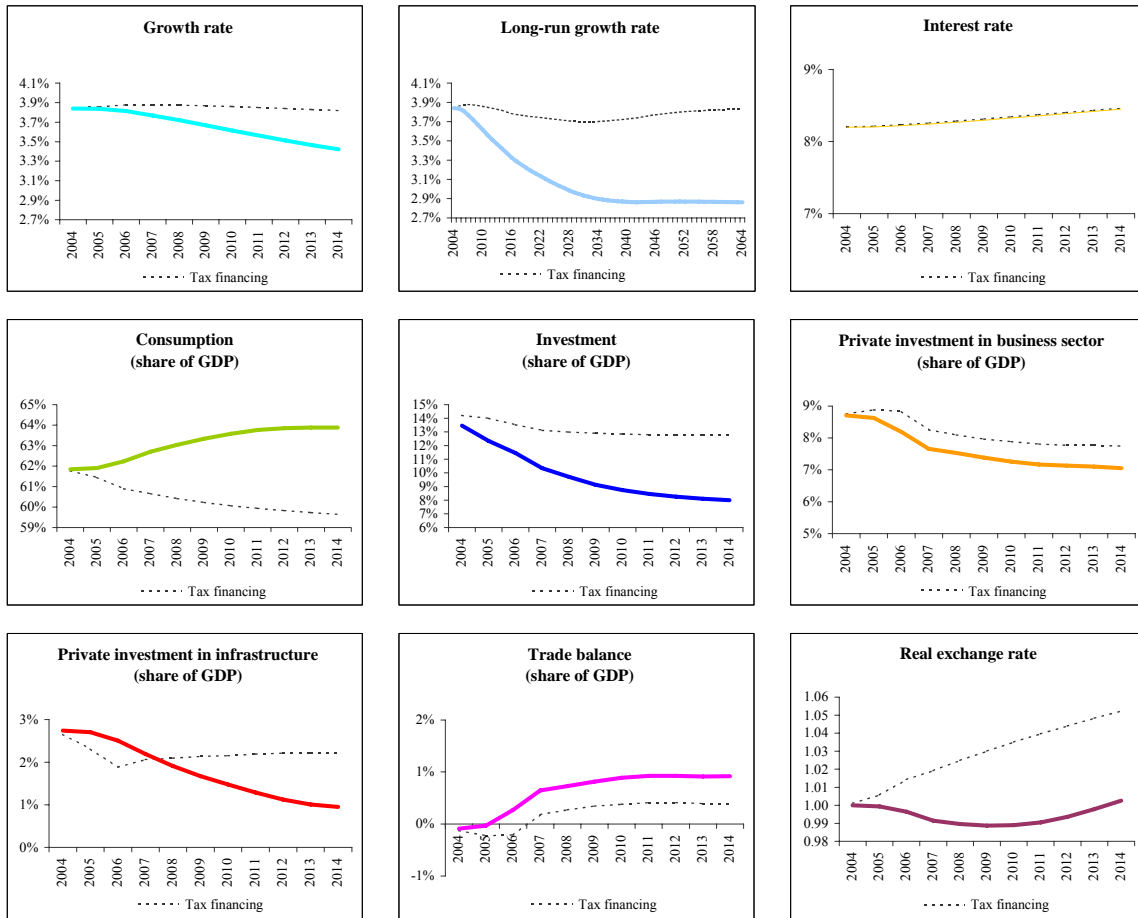 Growth rate
4.1%
3.9%
3.7%
3.5%
3.3%
3.1%
2.9%
2.7%
2004 2005 2006 2007 2008 2009 2010 2011 2012 2013 2014
Tax financing
Long-run growth rate
4.1%
3.9%
3.7%
3.5%
3.3%
3.1%
2.9%
2.7%
2004 2010 2016 2022 2028 2034 2040 2046 2052 2058 2064
Tax financing
Interest rate
9%
8%
7%
2004 2005 2006 2007 2008 2009 2010 2011 2012 2013 2014
Tax financing
Consumption
(share of GDP)
65%
64%
63%
62%
61%
60%
59%
2004 2005 2006 2007 2008 2009 2010 2011 2012 2013 2014
Tax financing
Investment
(share of GDP)
15%
14%
13%
12%
11%
10%
9%
8%
7%
6%
2004 2005 2006 2007 2008 2009 2010 2011 2012 2013 2014
Tax financing
Private investment in business sector
(share of GDP)
9%
8%
7%
6%
5%
2004 2005 2006 2007 2008 2009 2010 2011 2012 2013 2014
Tax financing
Private investment in infrastructure
(share of GDP)
3%
2%
1%
0%
2004 2005 2006 2007 2008 2009 2010 2011 2012 2013 2014
Tax financing
Trade balance
(share of GDP)
2%
1%
0%
-1%
2004 2005 2006 2007 2008 2009 2010 2011 2012 2013 2014
Tax financing
Real exchange rate
1.06
1.05
1.04
1.03
1.02
1.01
1.00
0.99
0.98
2004 2005 2006 2007 2008 2009 2010 2011 2012 2013 2014
Tax financing